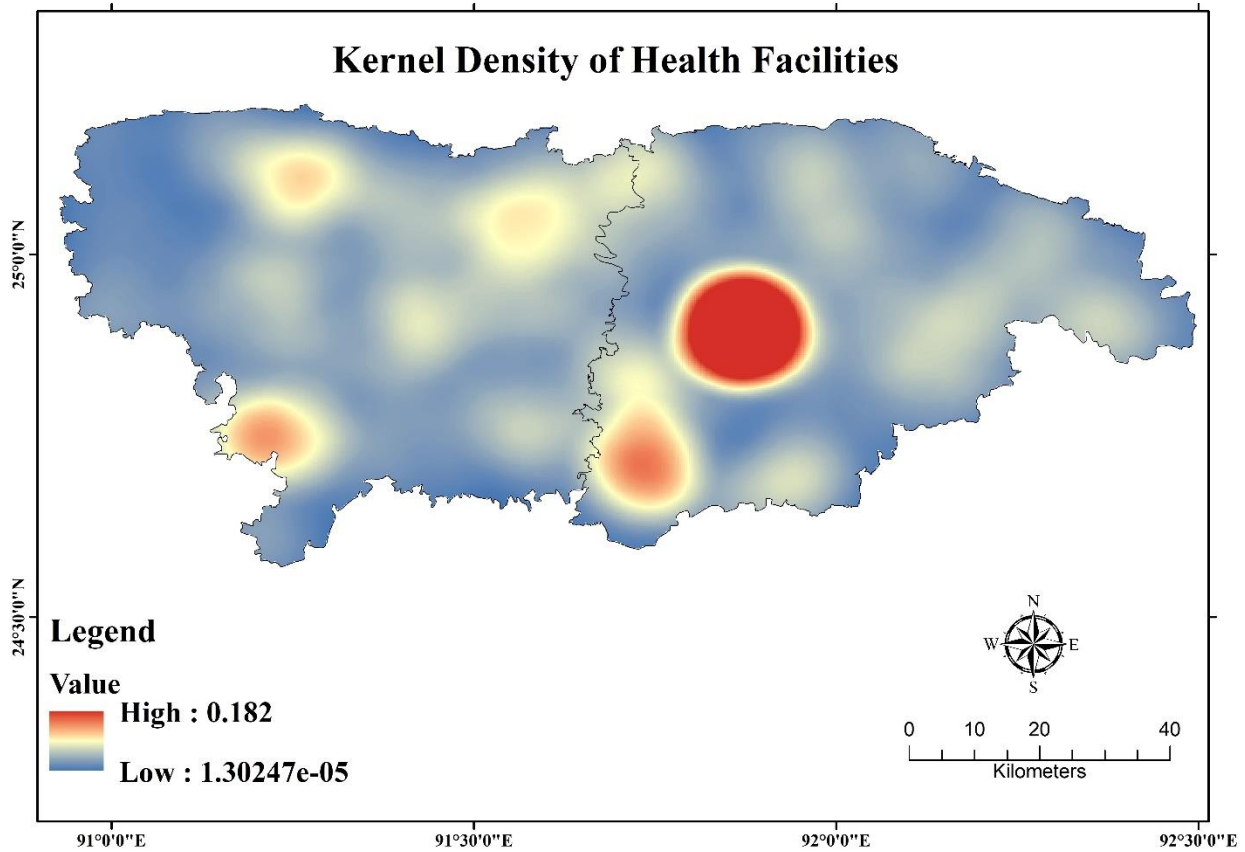 Kernel Density of Health Facilities
25°0'0"N
24°30'0"N
Legend
Value
High : 0.182
Low : 1.30247e-05
N
W
E
S
0 10 20 40
Kilometers
91°0'0"E 91°30'0"E 92°0'0"E 92°30'0"E